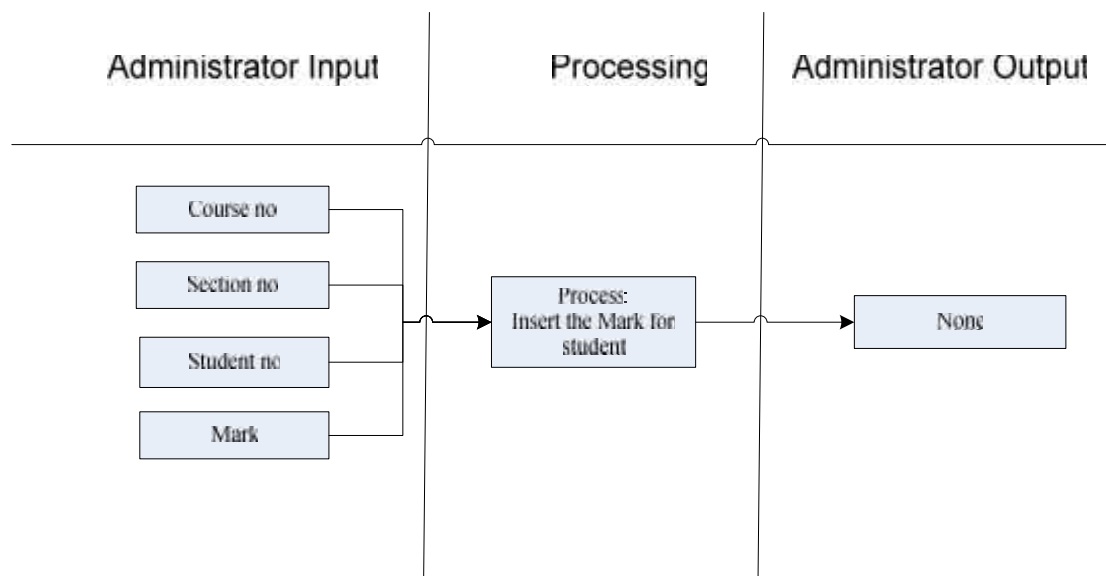 Administrator Input
Processing
Administrator Output
Course no
Section no
Student no
Mark
Process:
Insert the Mark for
student
None